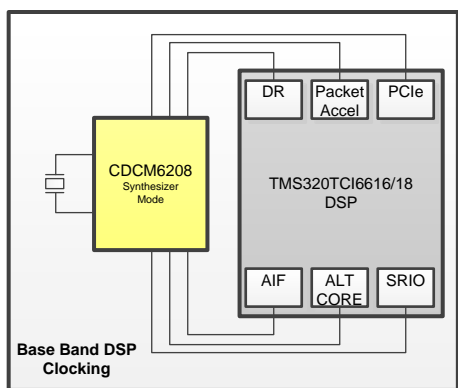 DR
Packet
Accel
PCIe
CDCM6208
Synthesizer
Mode
TMS320TCI6616/18
DSP
AIF
ALT
CORE
SRIO
Base Band DSP
Clocking